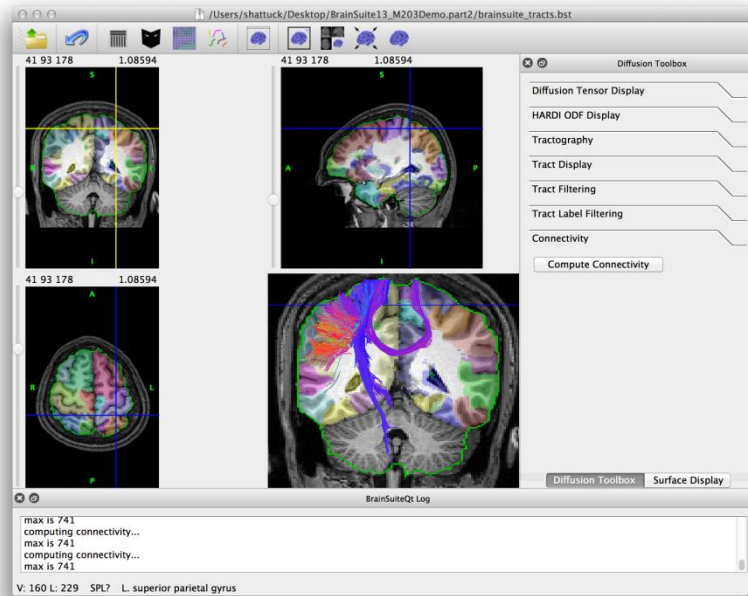 /Users/shattuck/Desktop/BrainSuite13_M203Demo.part2/brainsuite_tracts.bst
41 93 178 1.08594
S
R
I
41 93 178 1.08594
S
A P
I
41 93 178 1.08594
A
R L
P
Diffusion Toolbox
Diffusion Tensor Display
HARDI ODF Display
Tractography
Tract Display
Tract Filtering
Tract Label Filtering
Connectivity
Compute Connectivity
Diffusion Toolbox Surface Display
BrainSuiteQt Log
max is 741
computing connectivity...
max is 741
computing connectivity...
max is 741
V: 160 L: 229 SPL? L. superior parietal gyrus